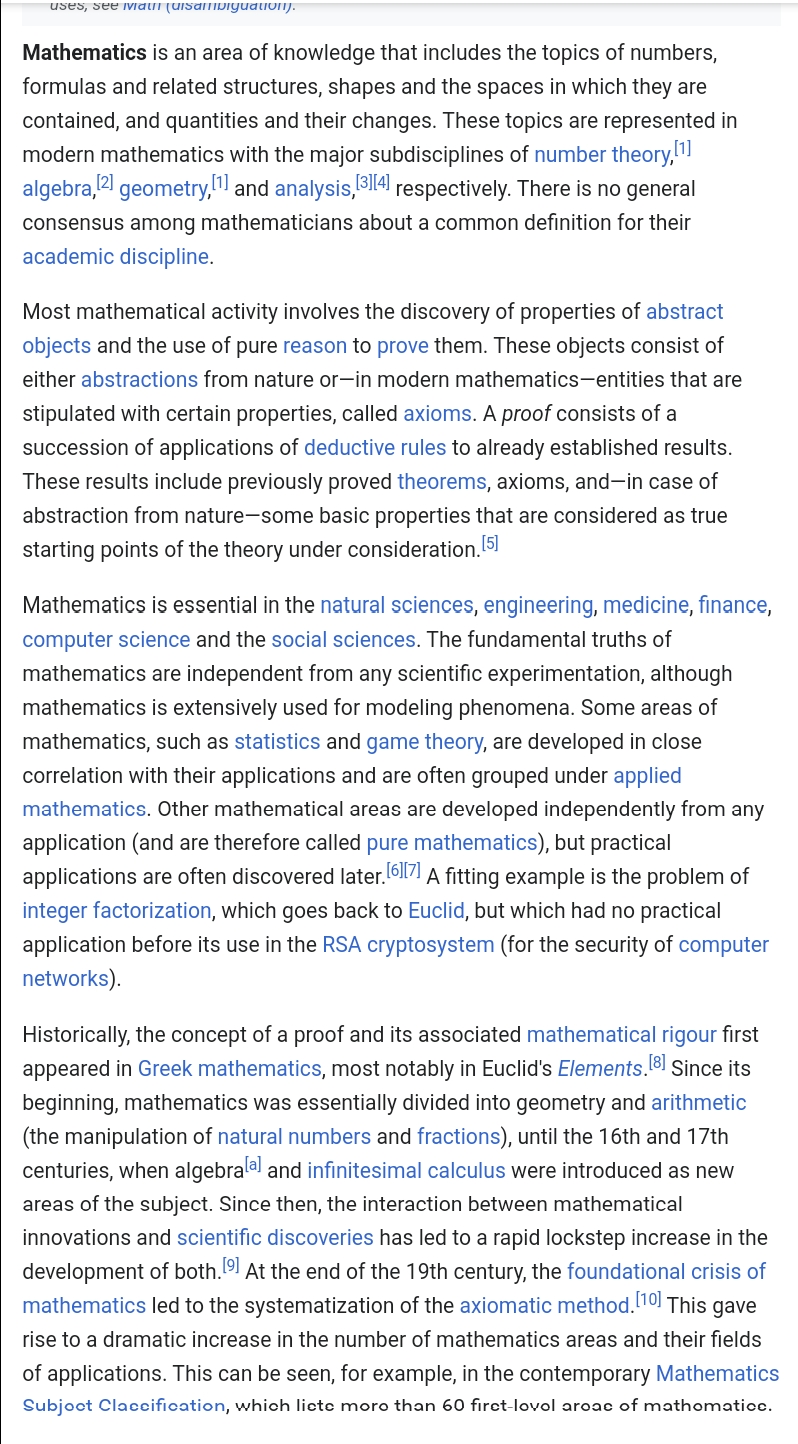 uses, see Math (disambiguation).
Mathematics is an area of knowledge that includes the topics of numbers,
formulas and related structures, shapes and the spaces in which they are
contained, and quantities and their changes. These topics are represented in
modern mathematics with the major subdisciplines of number theory,[1]
algebra,[2] geometry,[1] and analysis,[3][4] respectively. There is no general
consensus among mathematicians about a common definition for their
academic discipline.
Most mathematical activity involves the discovery of properties of abstract
objects and the use of pure reason to prove them. These objects consist of
either abstractions from nature or—in modern mathematics—entities that are
stipulated with certain properties, called axioms. A proof consists of a
succession of applications of deductive rules to already established results.
These results include previously proved theorems, axioms, and—in case of
abstraction from nature—some basic properties that are considered as true
starting points of the theory under consideration.[5]
Mathematics is essential in the natural sciences, engineering, medicine, finance,
computer science and the social sciences. The fundamental truths of
mathematics are independent from any scientific experimentation, although
mathematics is extensively used for modeling phenomena. Some areas of
mathematics, such as statistics and game theory, are developed in close
correlation with their applications and are often grouped under applied
mathematics. Other mathematical areas are developed independently from any
application (and are therefore called pure mathematics), but practical
applications are often discovered later.[6][7] A fitting example is the problem of
integer factorization, which goes back to Euclid, but which had no practical
application before its use in the RSA cryptosystem (for the security of computer
networks).
Historically, the concept of a proof and its associated mathematical rigour first
appeared in Greek mathematics, most notably in Euclid's Elements.[8] Since its
beginning, mathematics was essentially divided into geometry and arithmetic
(the manipulation of natural numbers and fractions), until the 16th and 17th
centuries, when algebra[a] and infinitesimal calculus were introduced as new
areas of the subject. Since then, the interaction between mathematical
innovations and scientific discoveries has led to a rapid lockstep increase in the
development of both.[9] At the end of the 19th century, the foundational crisis of
mathematics led to the systematization of the axiomatic method.[10] This gave
rise to a dramatic increase in the number of mathematics areas and their fields
of applications. This can be seen, for example, in the contemporary Mathematics
Subject Classification, which lists more than 60 first-level areas of mathematics.